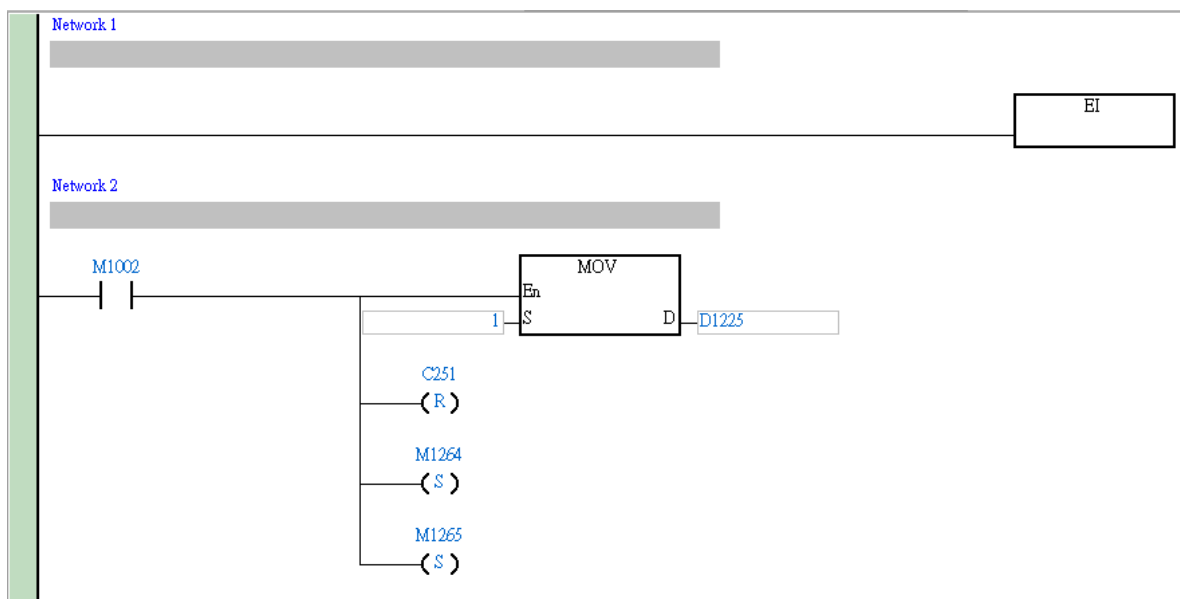 Network 1
EI
Network 2
M1002
MOV
En
1 S D D1225
C251
R
M1264
S
M1265
S